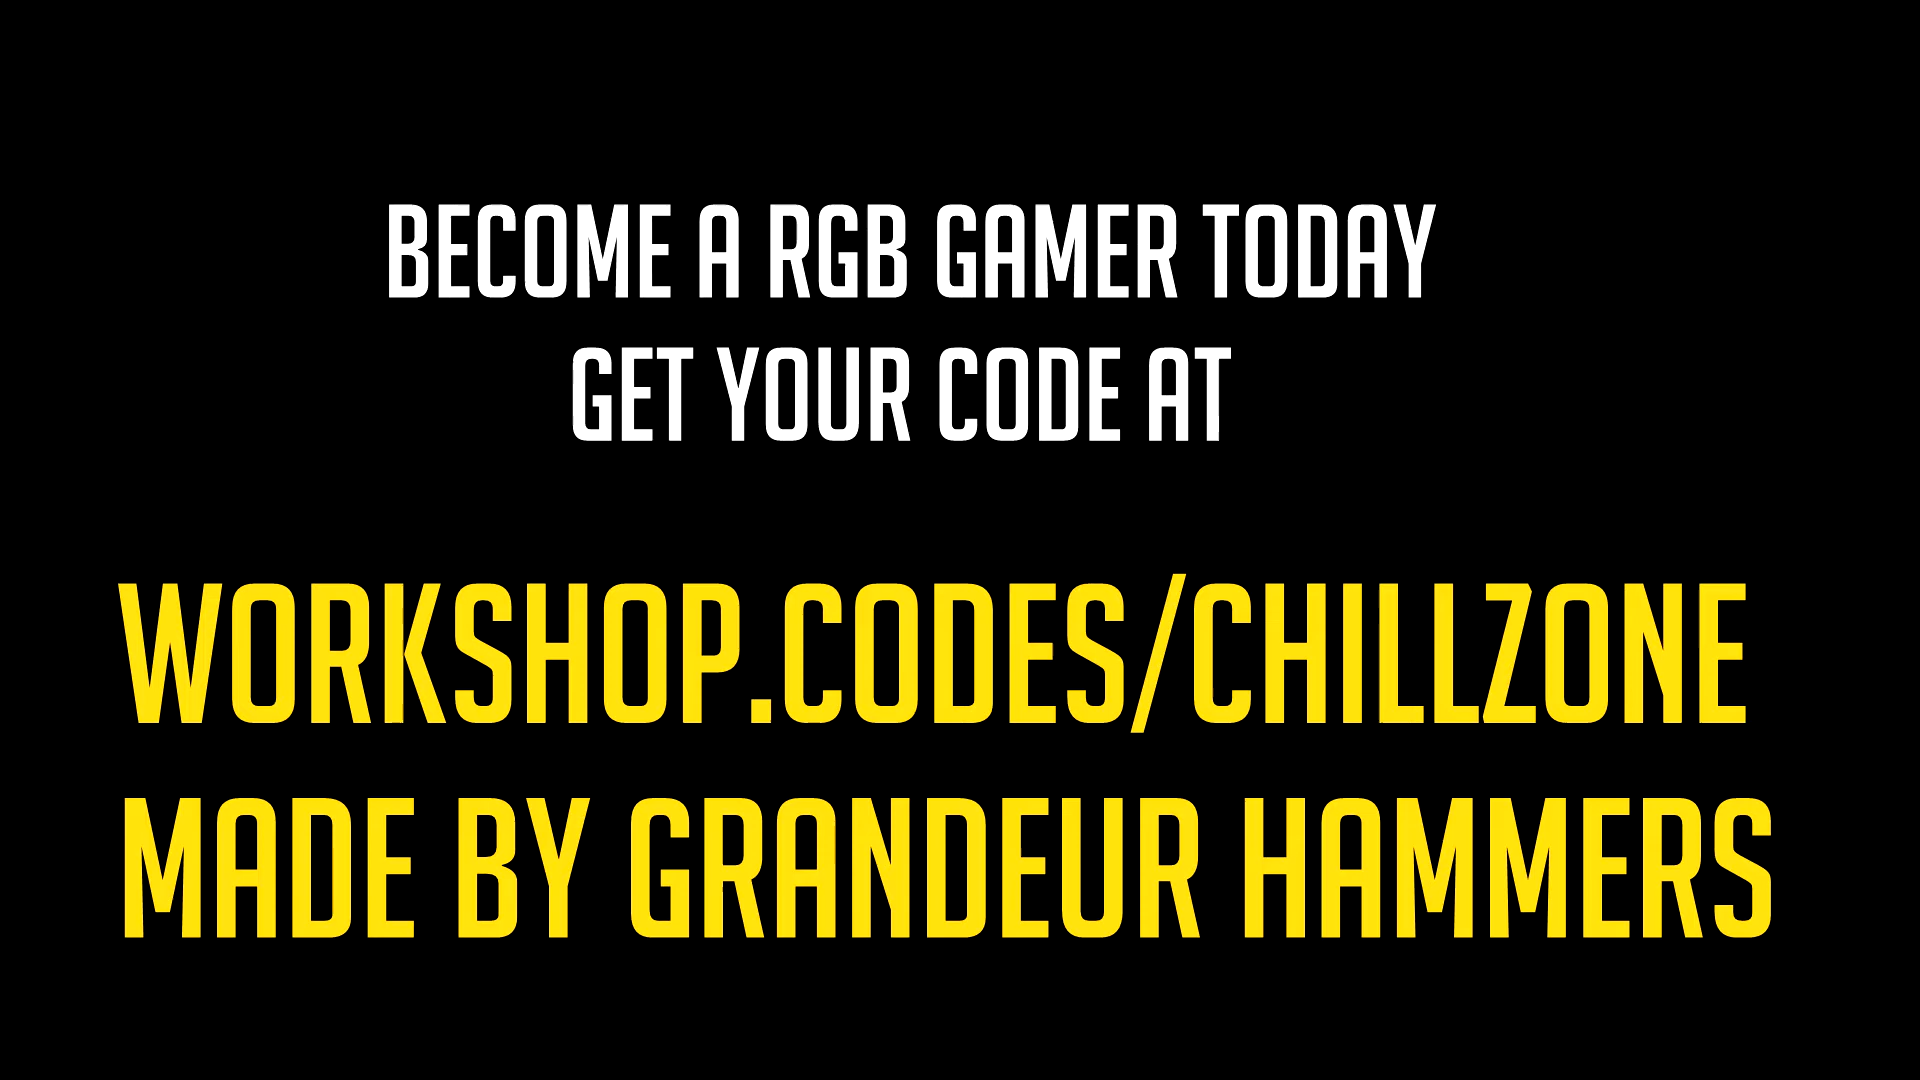 BECOME A RGB GAMER TODAY
GET YOUR CODE AT
WORKSHOP.CODES/CHILLZONE
MADE BY GRANDEUR HAMMERS